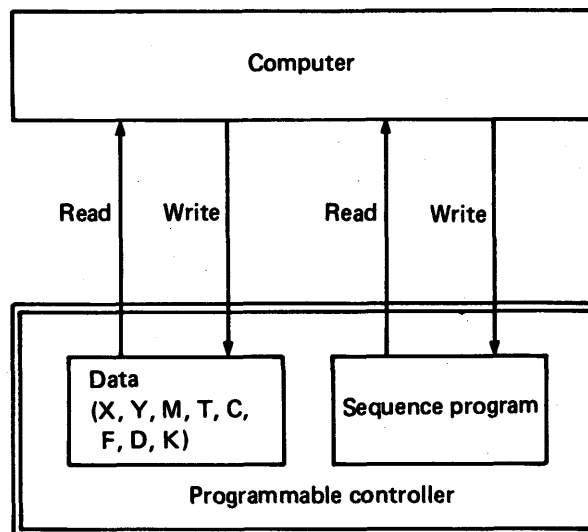 Computer
Read
Write
Read
Write
Data
(X, Y, M, T, C,
F, D, K)
Sequence program
Programmable controller